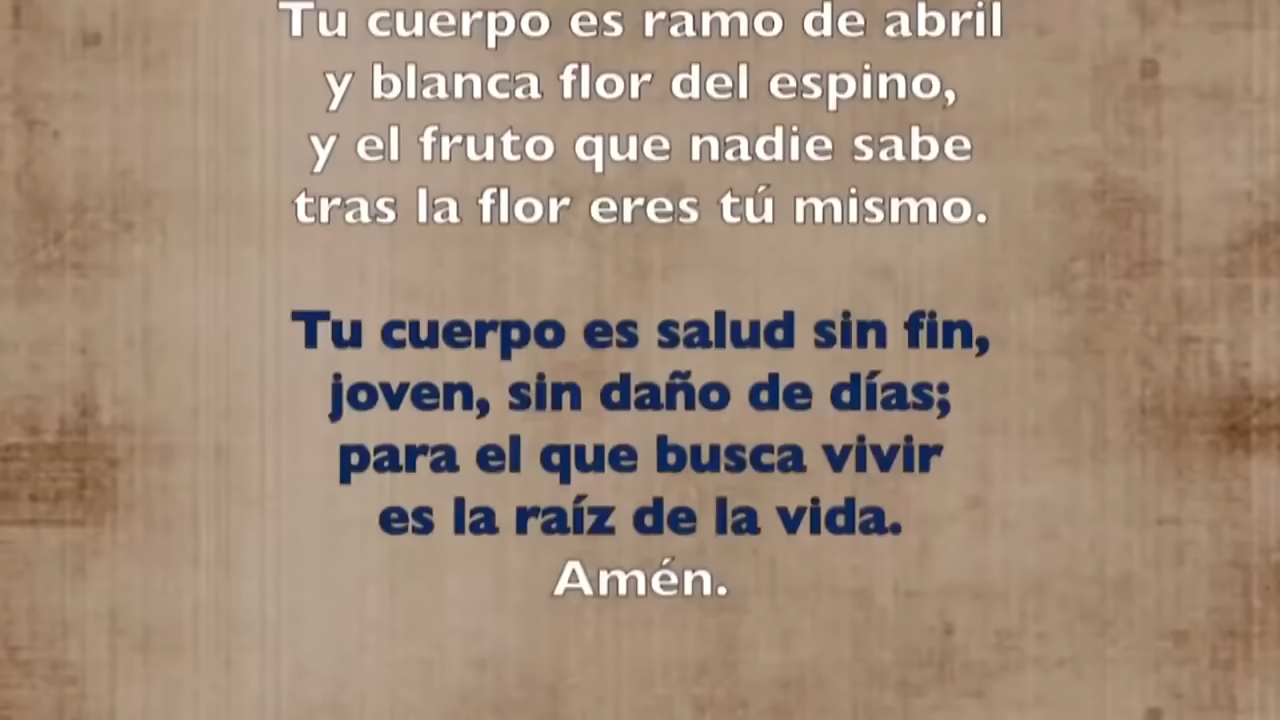 Tu cuerpo es ramo de abril
y blanca flor del espino,
y el fruto que nadie sabe
tras la flor eres tú mismo.
Tu cuerpo es salud sin fin,
joven, sin daño de días;
para el que busca vivir
es la raíz de la vida.
Amén.